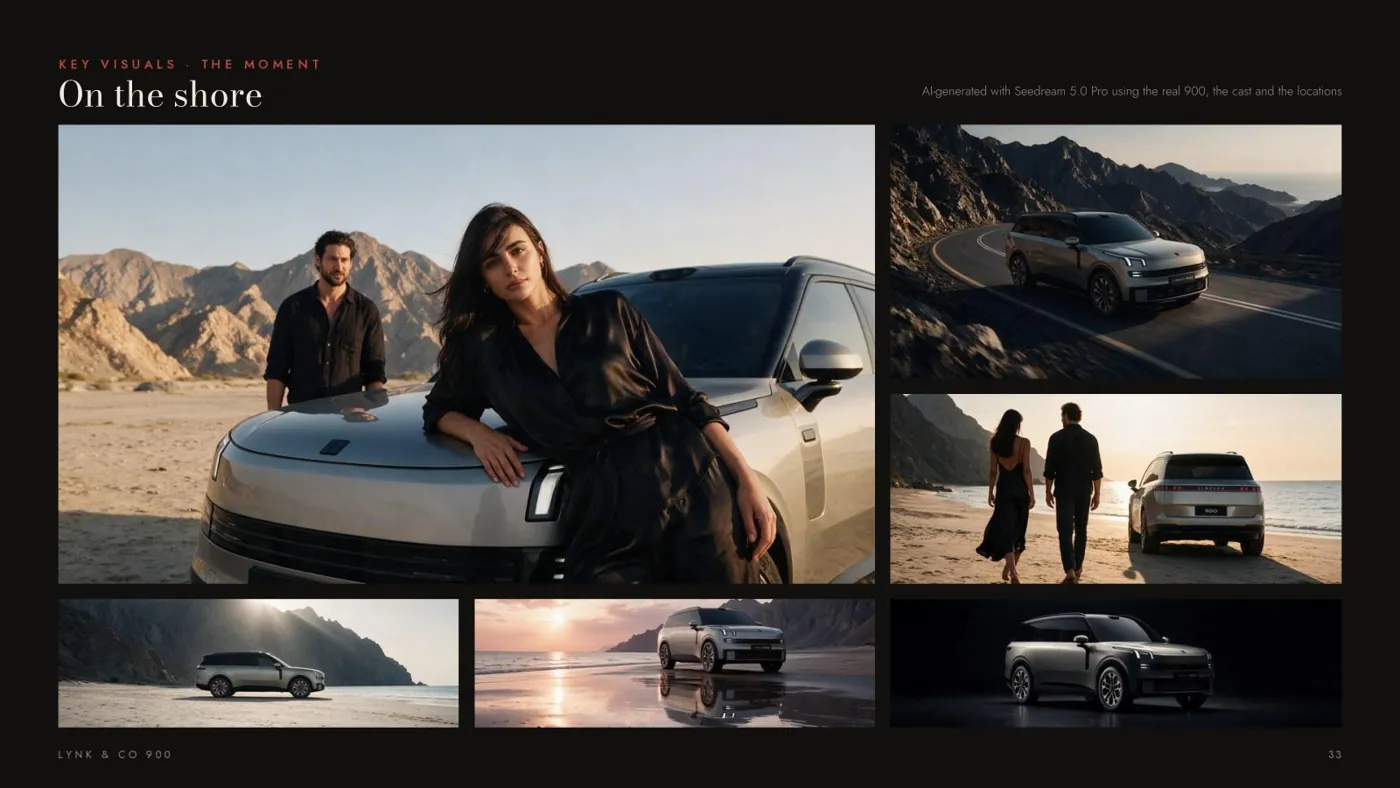 KEY VISUALS · THE MOMENT
On the shore
AI-generated with Seedream 5.0 Pro using the real 900, the cast and the locations
900
LYNK & CO 900
33